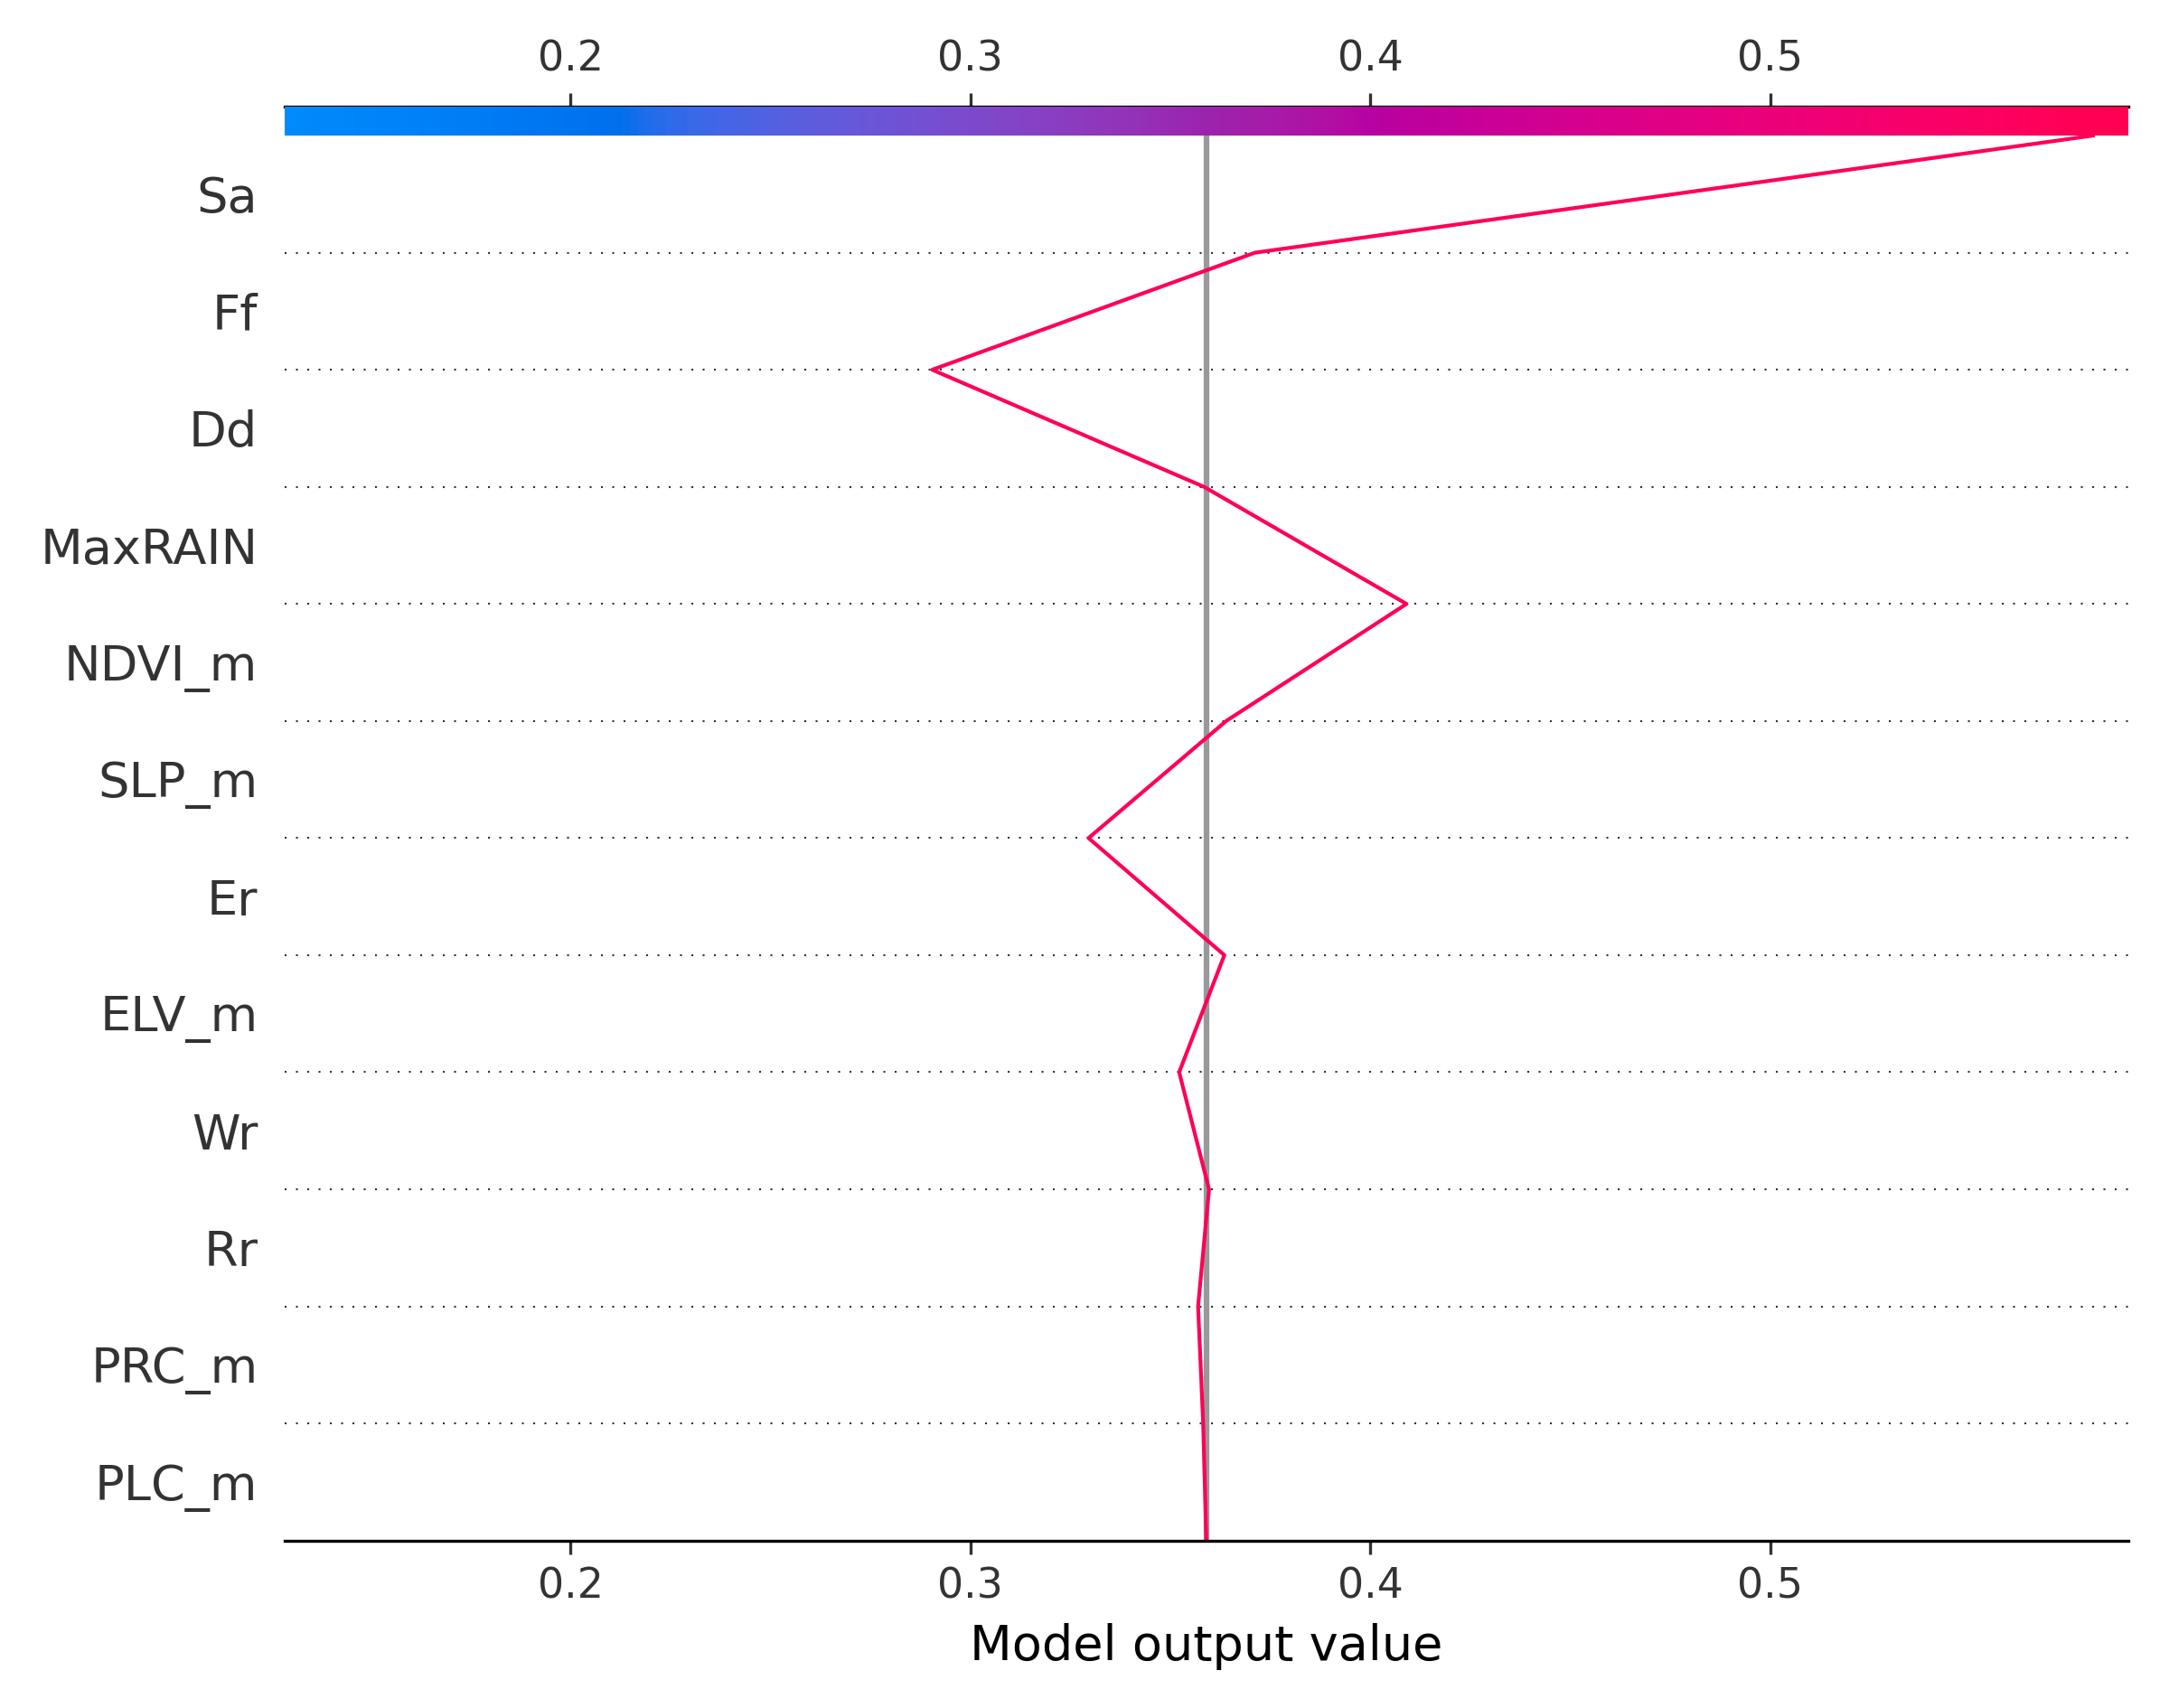 0.2 0.3 0.4 0.5
Sa
Ff
Dd
MaxRAIN
NDVI_m
SLP_m
Er
ELV_m
Wr
Rr
PRC_m
PLC_m
0.2 0.3 0.4 0.5
Model output value